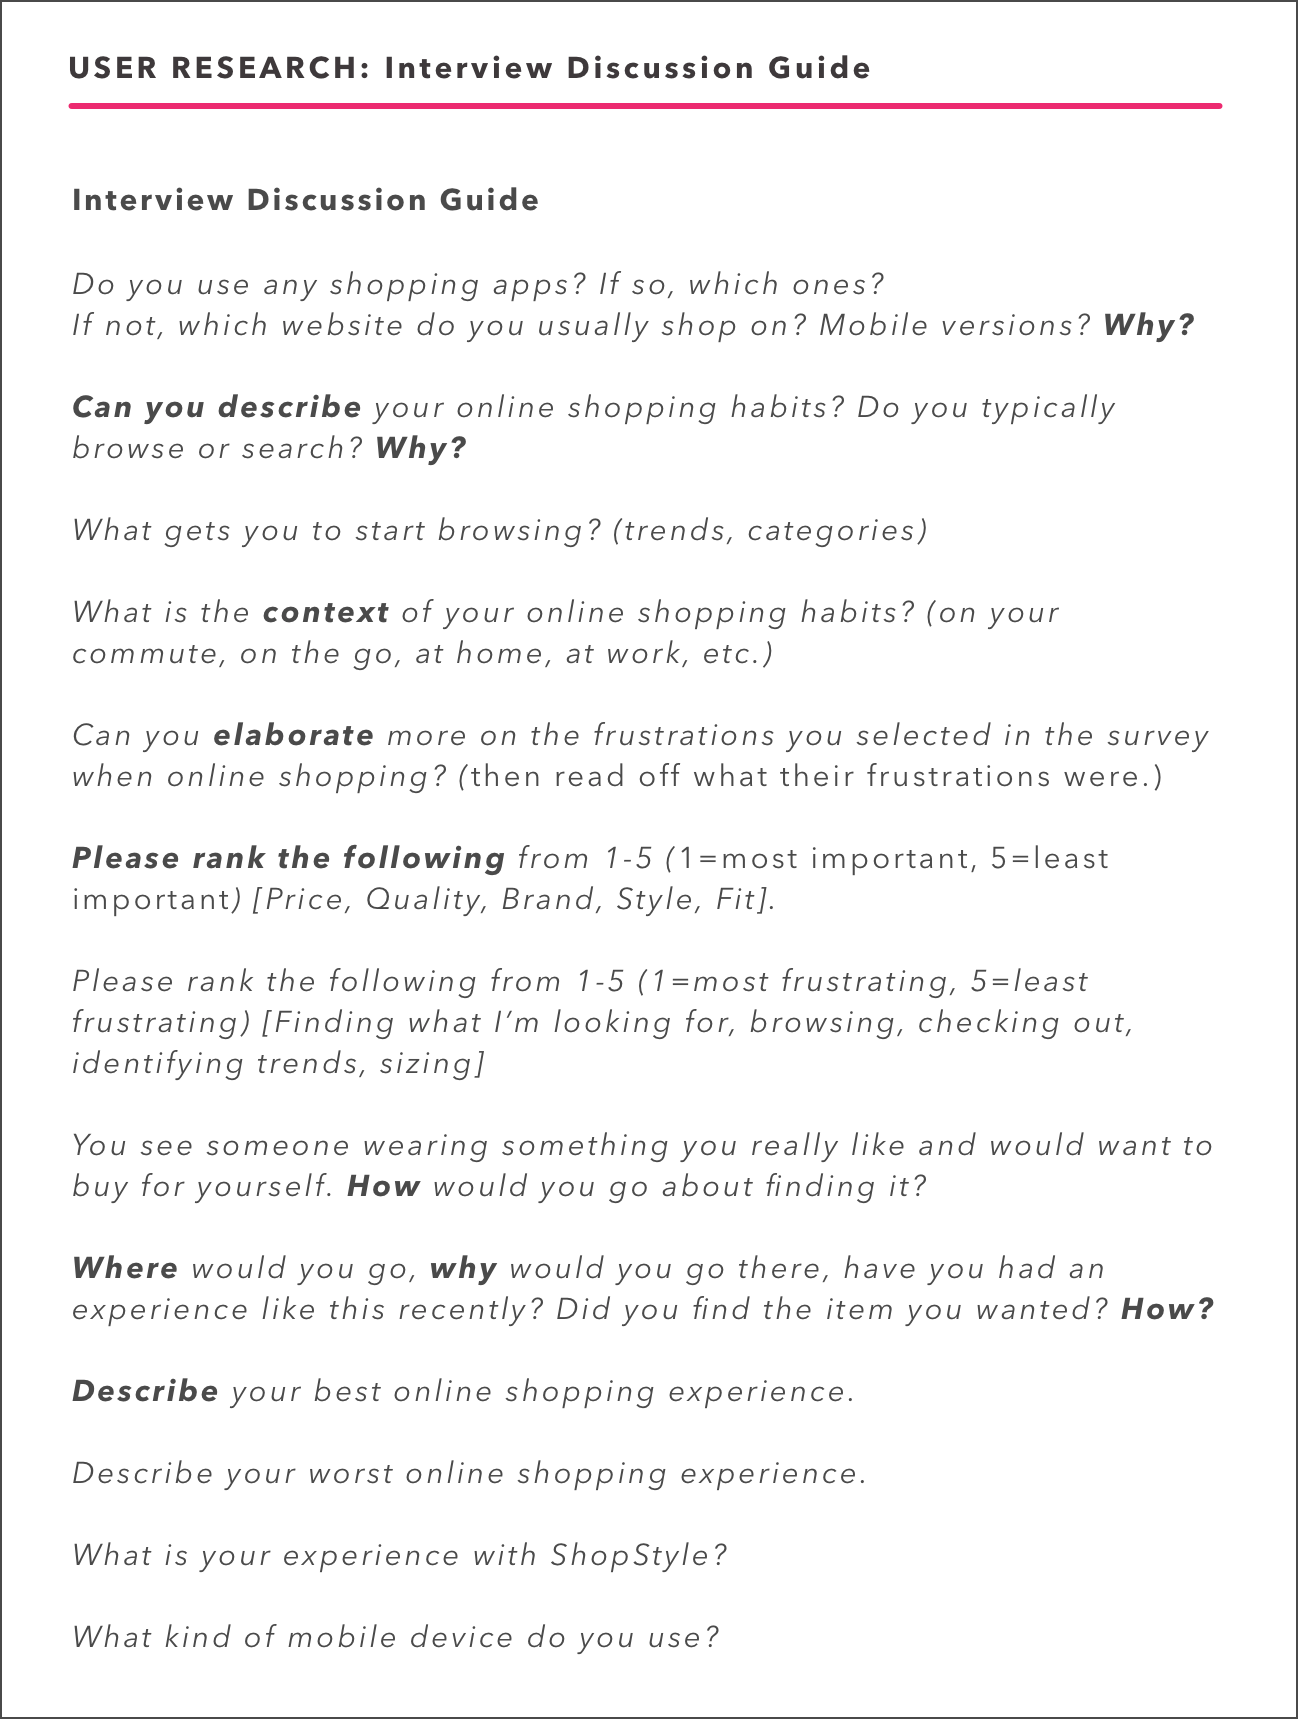 USER RESEARCH: Interview Discussion Guide
Interview Discussion Guide
Do you use any shopping apps? If so, which ones?
If not, which website do you usually shop on? Mobile versions? Why?
Can you describe your online shopping habits? Do you typically
browse or search? Why?
What gets you to start browsing? (trends, categories)
What is the context of your online shopping habits? (on your
commute, on the go, at home, at work, etc.)
Can you elaborate more on the frustrations you selected in the survey
when online shopping? (then read off what their frustrations were.)
Please rank the following from 1-5 (1=most important, 5=least
important) [Price, Quality, Brand, Style, Fit].
Please rank the following from 1-5 (1=most frustrating, 5=least
frustrating) [Finding what I’m looking for, browsing, checking out,
identifying trends, sizing]
You see someone wearing something you really like and would want to
buy for yourself. How would you go about finding it?
Where would you go, why would you go there, have you had an
experience like this recently? Did you find the item you wanted? How?
Describe your best online shopping experience.
Describe your worst online shopping experience.
What is your experience with ShopStyle?
What kind of mobile device do you use?